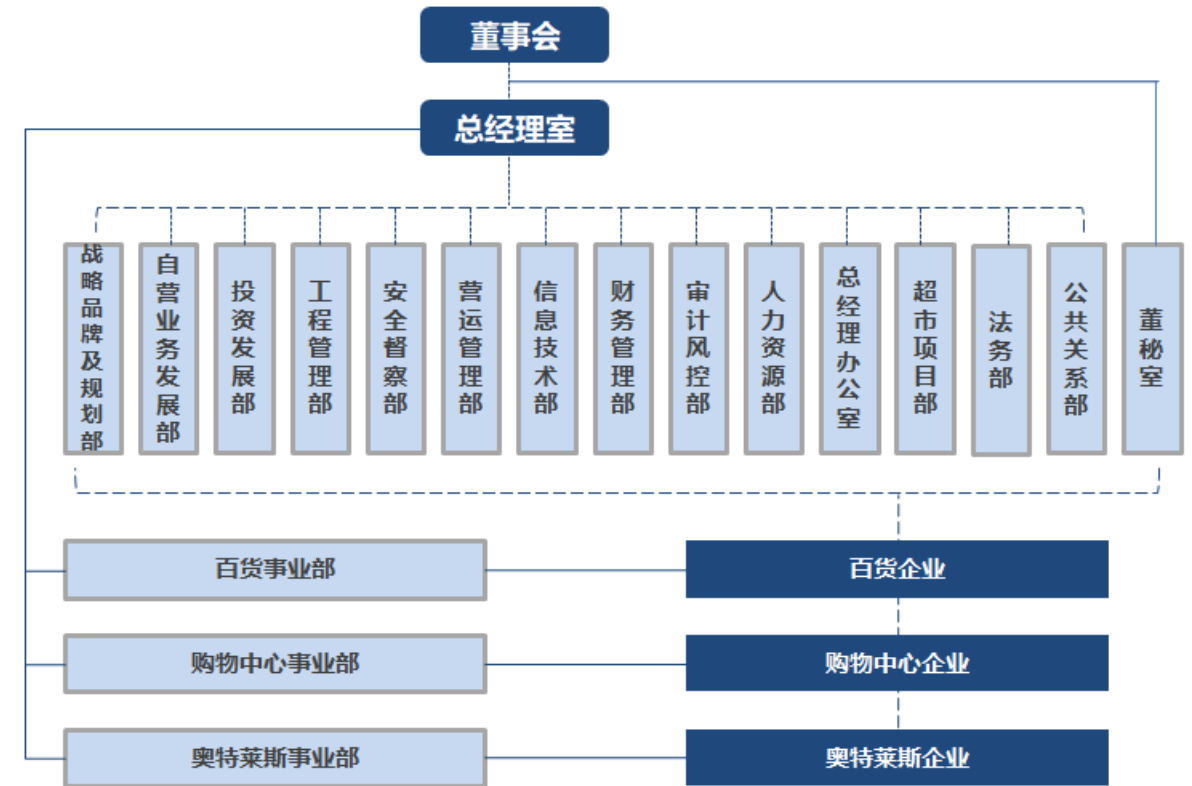 董事会
总经理室
战略品牌及规划部
自营业务发展部
投资发展部
工程管理部
安全督察部
营运管理部
信息技术部
财务管理部
审计风控部
人力资源部
总经理办公室
超市项目部
法务部
公共关系部
董秘室
百货事业部
百货企业
购物中心事业部
购物中心企业
奥特莱斯事业部
奥特莱斯企业